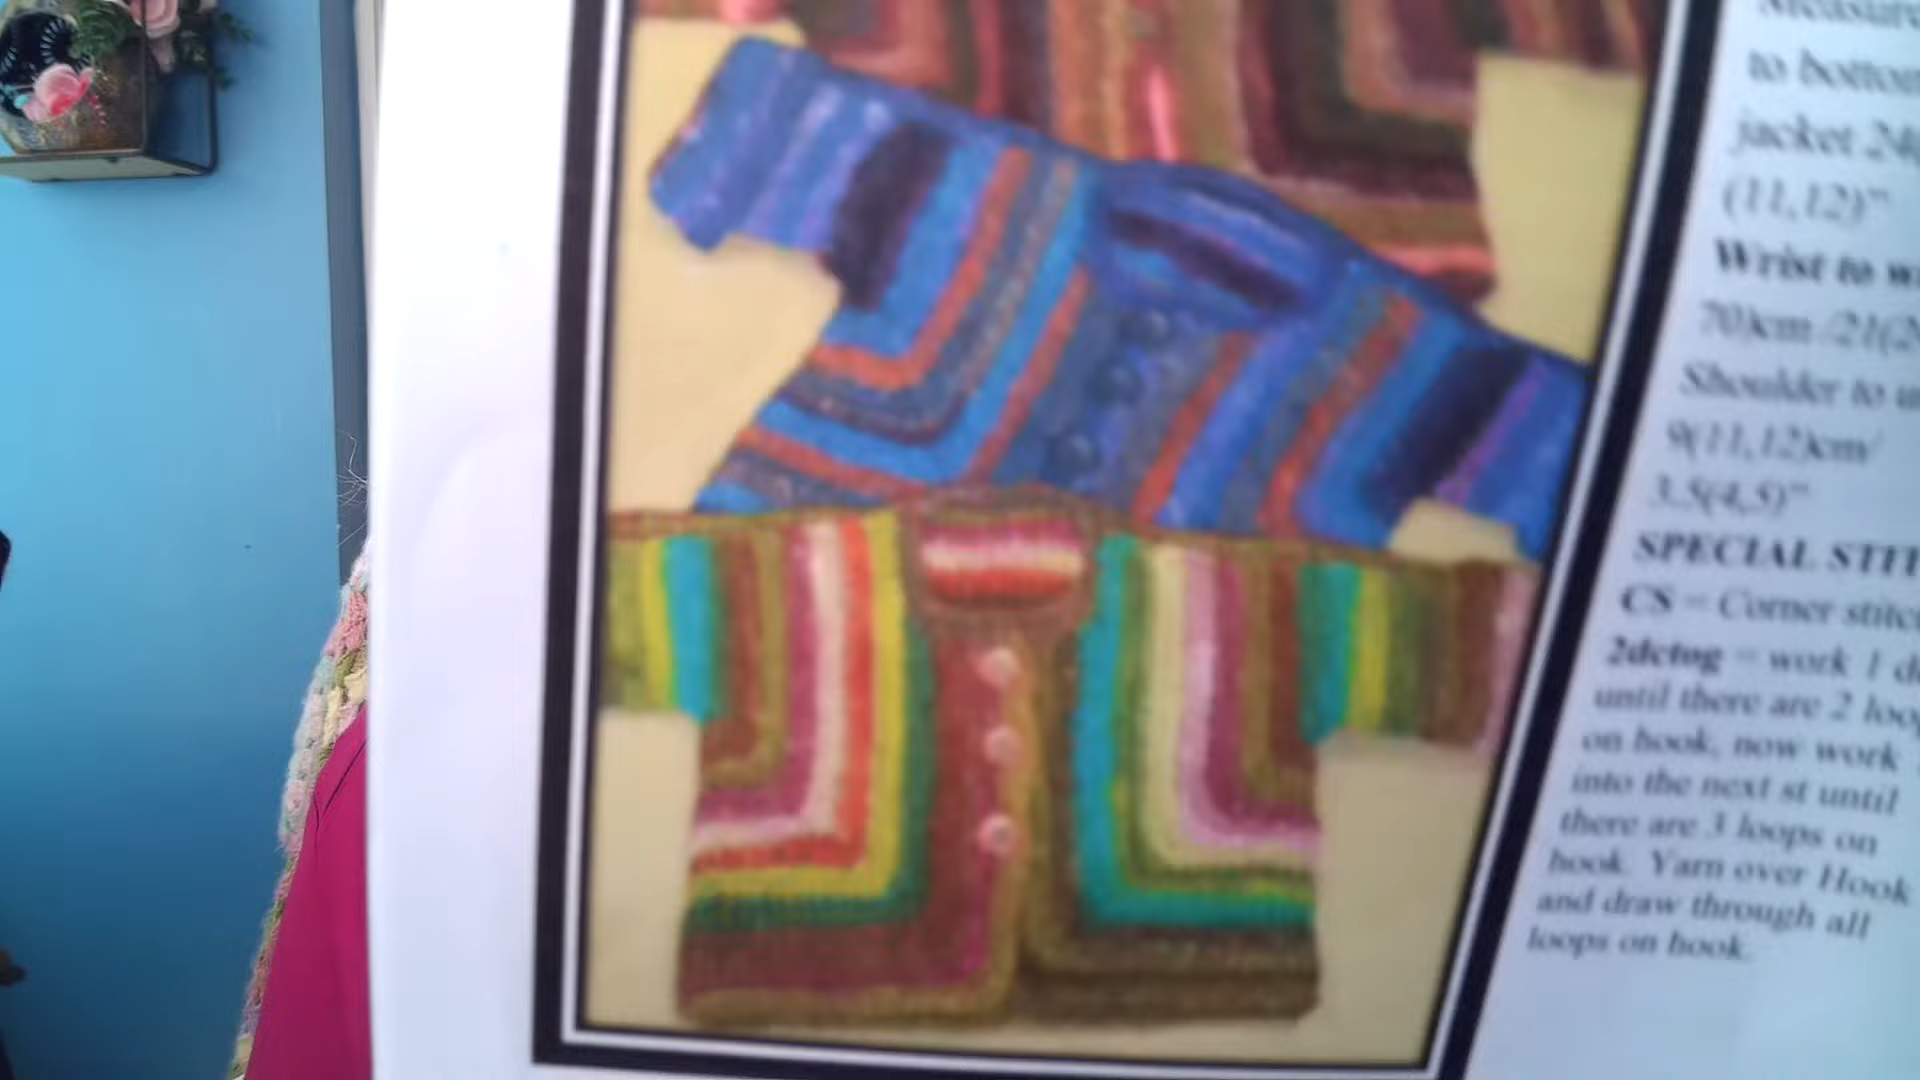 Measure
to bottom
jacket 24(
(11,12)"
Wrist to w
70)cm /21(2
Shoulder to u
9(11,12)cm/
3.5(4,5)"
SPECIAL STIT
CS = Corner stitc
2dctog = work 1 d
until there are 2 loop
on hook, now work
into the next st until
there are 3 loops on
hook. Yarn over Hook
and draw through all
loops on hook.